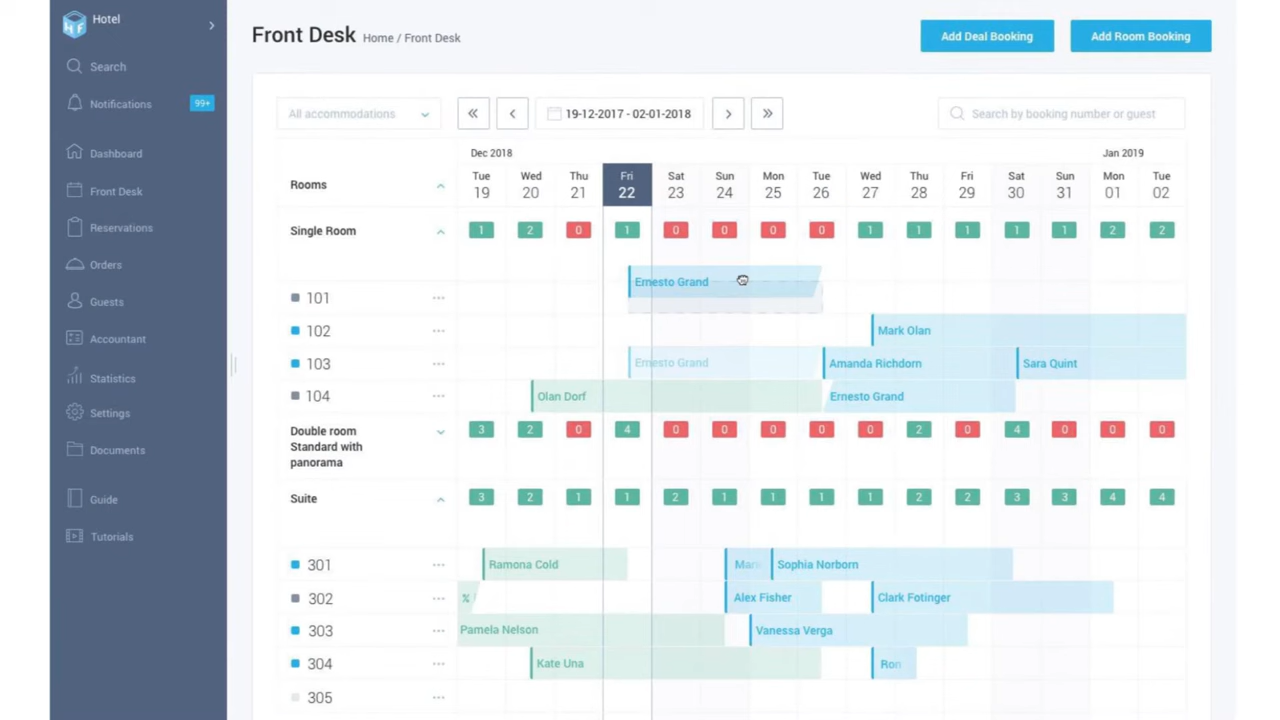 Hotel
Search
Notifications 99+
Dashboard
Front Desk
Reservations
Orders
Guests
Accountant
Statistics
Settings
Documents
Guide
Tutorials
Front Desk Home / Front Desk
Add Deal Booking Add Room Booking
All accommodations 19-12-2017 - 02-01-2018 Search by booking number or guest
Dec 2018 Jan 2019
Rooms Tue Wed Thu Fri Sat Sun Mon Tue Wed Thu Fri Sat Sun Mon Tue
19 20 21 22 23 24 25 26 27 28 29 30 31 01 02
Single Room 1 2 0 1 0 0 0 0 1 1 1 1 1 2 2
Ernesto Grand
101
102 Mark Olan
103 Ernesto Grand Amanda Richdorn Sara Quint
104 Olan Dorf Ernesto Grand
Double room 3 2 0 4 0 0 0 0 0 2 0 4 0 0 0
Standard with
panorama
Suite 3 2 1 1 2 1 1 1 1 2 2 3 3 4 4
301 Ramona Cold Sophia Norborn
302 % Alex Fisher Clark Fotinger
303 Pamela Nelson Vanessa Verga
304 Kate Una Ron
305